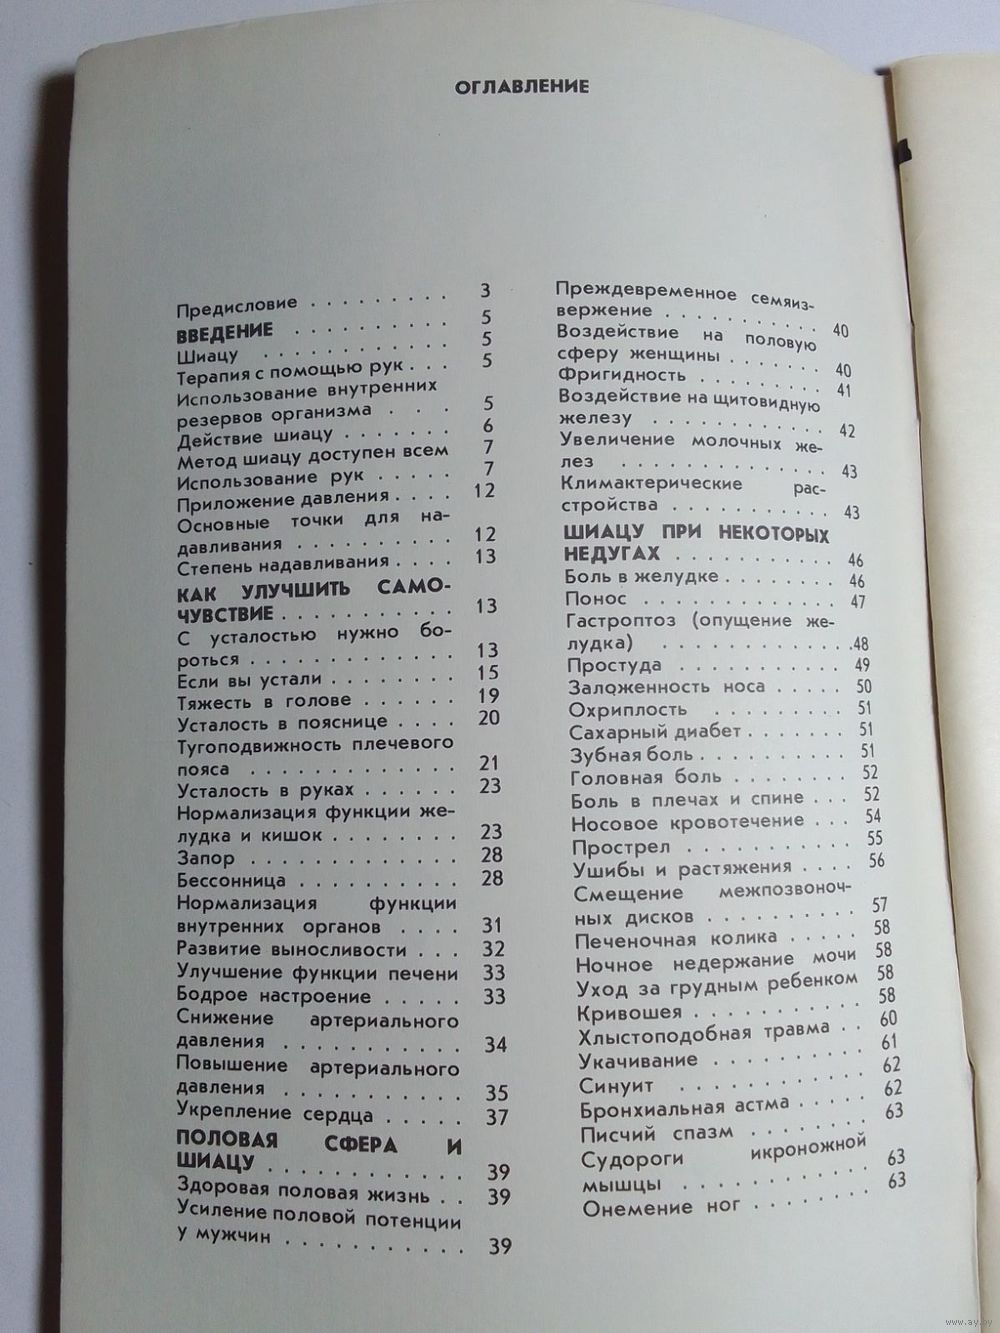 ОГЛАВЛЕНИЕ
Предисловие . . . . . . . . . 3
ВВЕДЕНИЕ . . . . . . . . . . 5
Шиацу . . . . . . . . . . . . 5
Терапия с помощью рук . . . 5
Использование внутренних
резервов организма . . . 5
Действие шиацу . . . . . . . 6
Метод шиацу доступен всем 7
Использование рук . . . . . 7
Приложение давления . . . . 12
Основные точки для на-
давливания . . . . . . . . . . 12
Степень надавливания . . . . 13
КАК УЛУЧШИТЬ САМО-
ЧУВСТВИЕ . . . . . . . . . . . 13
С усталостью нужно бо-
роться . . . . . . . . . . . . . 13
Если вы устали . . . . . . . . 15
Тяжесть в голове . . . . . . 19
Усталость в пояснице . . . . 20
Тугоподвижность плечевого
пояса . . . . . . . . . . . . . 21
Усталость в руках . . . . . . 23
Нормализация функции же-
лудка и кишок . . . . . . . . 23
Запор . . . . . . . . . . . . . 28
Бессонница . . . . . . . . . . 28
Нормализация функции
внутренних органов . . . . 31
Развитие выносливости . . . 32
Улучшение функции печени 33
Бодрое настроение . . . . . 33
Снижение артериального
давления . . . . . . . . . . . 34
Повышение артериального
давления . . . . . . . . . . . 35
Укрепление сердца . . . . . 37
ПОЛОВАЯ СФЕРА И
ШИАЦУ . . . . . . . . . . . . 39
Здоровая половая жизнь . . 39
Усиление половой потенции
у мужчин . . . . . . . . . . . 39
Преждевременное семяиз-
вержение . . . . . . . . . . . 40
Воздействие на половую
сферу женщины . . . . . . 40
Фригидность . . . . . . . . . 41
Воздействие на щитовидную
железу . . . . . . . . . . . . 42
Увеличение молочных же-
лез . . . . . . . . . . . . . . 43
Климактерические рас-
стройства . . . . . . . . . . . 43
ШИАЦУ ПРИ НЕКОТОРЫХ
НЕДУГАХ . . . . . . . . . . . 46
Боль в желудке . . . . . . . . 46
Понос . . . . . . . . . . . . . 47
Гастроптоз (опущение же-
лудка) . . . . . . . . . . . . .48
Простуда . . . . . . . . . . . 49
Заложенность носа . . . . . 50
Охриплость . . . . . . . . . 51
Сахарный диабет . . . . . . . 51
Зубная боль . . . . . . . . . . 51
Головная боль . . . . . . . . 52
Боль в плечах и спине . . . 52
Носовое кровотечение . . . 54
Прострел . . . . . . . . . . . 55
Ушибы и растяжения . . . . 56
Смещение межпозвоноч-
ных дисков . . . . . . . . . . 57
Печеночная колика . . . . . 58
Ночное недержание мочи 58
Уход за грудным ребенком 58
Кривошея . . . . . . . . . . . 58
Хлыстоподобная травма . . 60
Укачивание . . . . . . . . . . 61
Синуит . . . . . . . . . . . . 62
Бронхиальная астма . . . . . 62
Писчий спазм . . . . . . . . 63
Судороги икроножной
мышцы . . . . . . . . . . . . 63
Онемение ног . . . . . . . . 63
www.ay.by